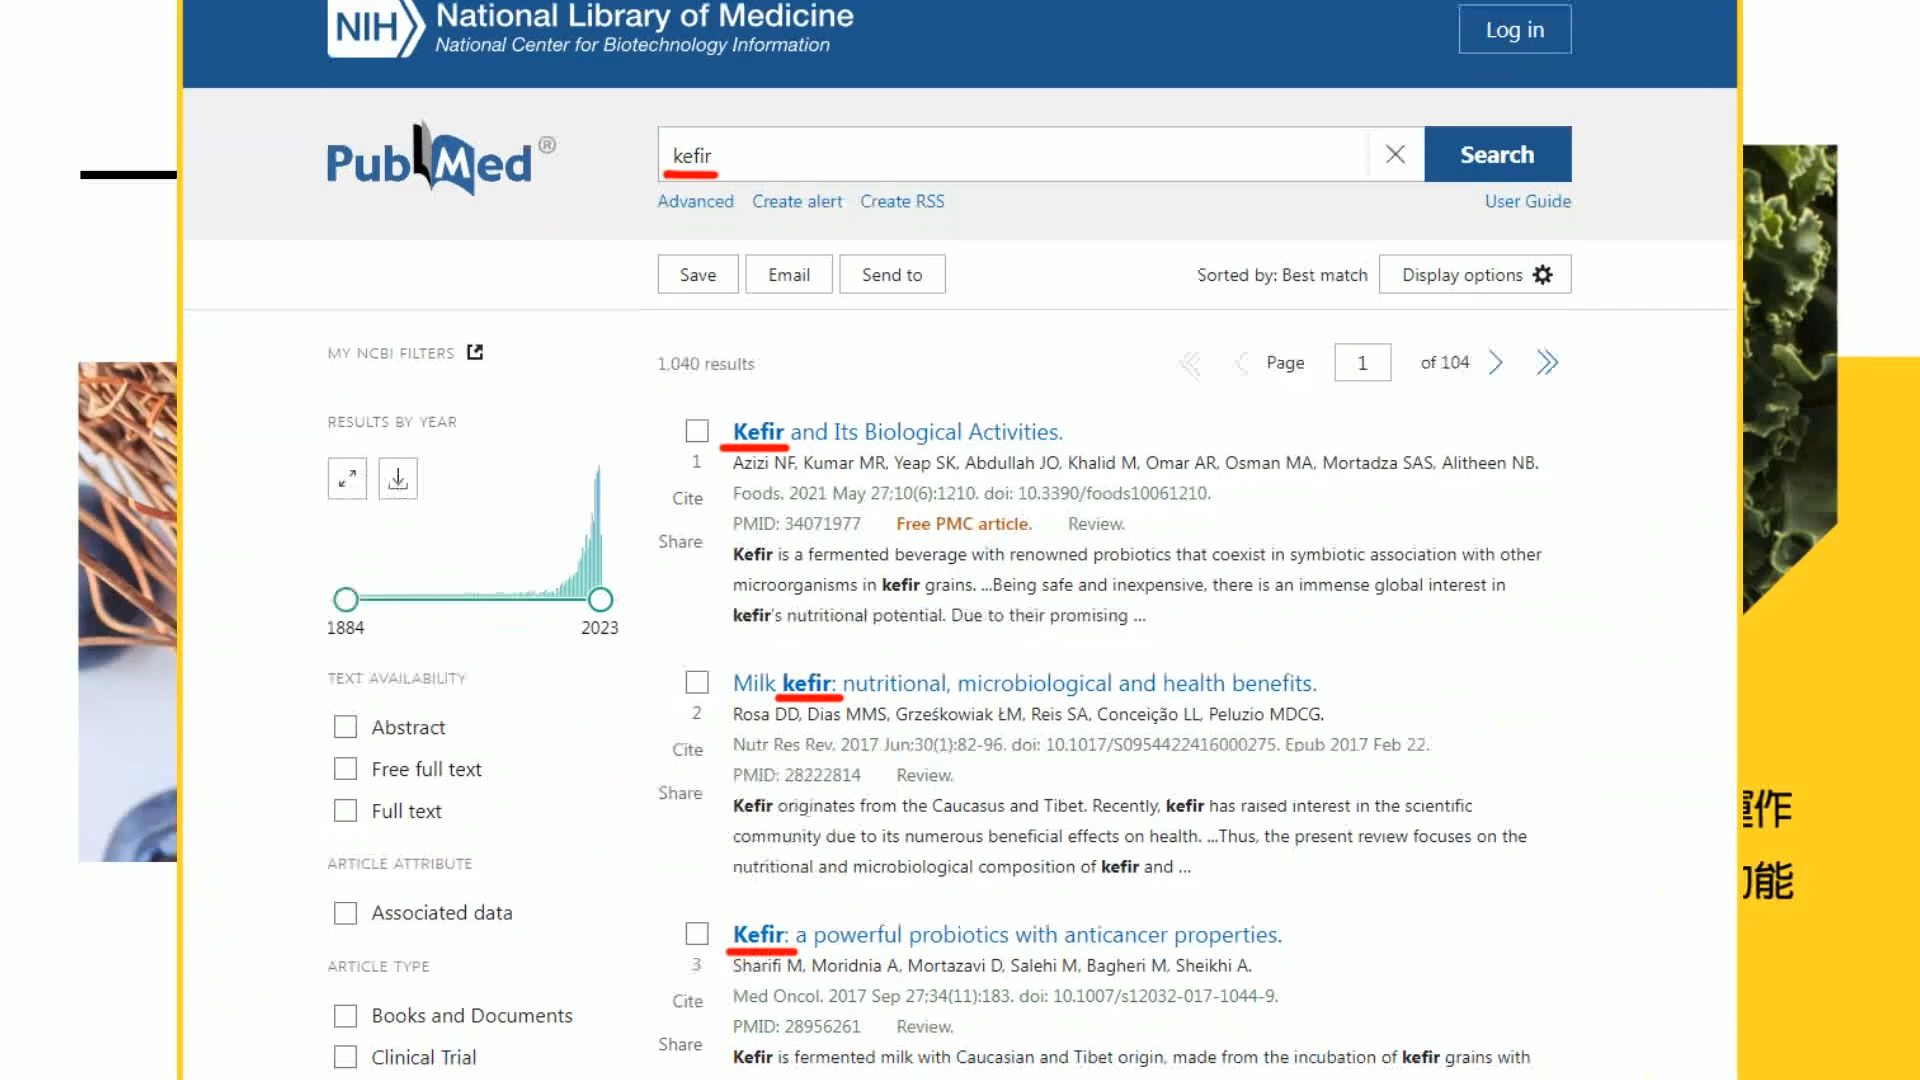 NIH National Library of Medicine
National Center for Biotechnology Information
Log in
PubMed®
kefir
Search
Advanced Create alert Create RSS
User Guide
Save Email Send to
Sorted by: Best match Display options
MY NCBI FILTERS
1,040 results
Page 1 of 104
RESULTS BY YEAR
1884 2023
TEXT AVAILABILITY
Abstract
Free full text
Full text
ARTICLE ATTRIBUTE
Associated data
ARTICLE TYPE
Books and Documents
Clinical Trial
Kefir and Its Biological Activities.
1
Cite
Share
Azizi NF, Kumar MR, Yeap SK, Abdullah JO, Khalid M, Omar AR, Osman MA, Mortadza SAS, Alitheen NB.
Foods. 2021 May 27;10(6):1210. doi: 10.3390/foods10061210.
PMID: 34071977 Free PMC article. Review.
Kefir is a fermented beverage with renowned probiotics that coexist in symbiotic association with other
microorganisms in kefir grains. ...Being safe and inexpensive, there is an immense global interest in
kefir's nutritional potential. Due to their promising ...
Milk kefir: nutritional, microbiological and health benefits.
2
Cite
Share
Rosa DD, Dias MMS, Grześkowiak ŁM, Reis SA, Conceição LL, Peluzio MDCG.
Nutr Res Rev. 2017 Jun;30(1):82-96. doi: 10.1017/S0954422416000275. Epub 2017 Feb 22.
PMID: 28222814 Review.
Kefir originates from the Caucasus and Tibet. Recently, kefir has raised interest in the scientific
community due to its numerous beneficial effects on health. ...Thus, the present review focuses on the
nutritional and microbiological composition of kefir and ...
Kefir: a powerful probiotics with anticancer properties.
3
Cite
Share
Sharifi M, Moridnia A, Mortazavi D, Salehi M, Bagheri M, Sheikhi A.
Med Oncol. 2017 Sep 27;34(11):183. doi: 10.1007/s12032-017-1044-9.
PMID: 28956261 Review.
Kefir is fermented milk with Caucasian and Tibet origin, made from the incubation of kefir grains with
作
能